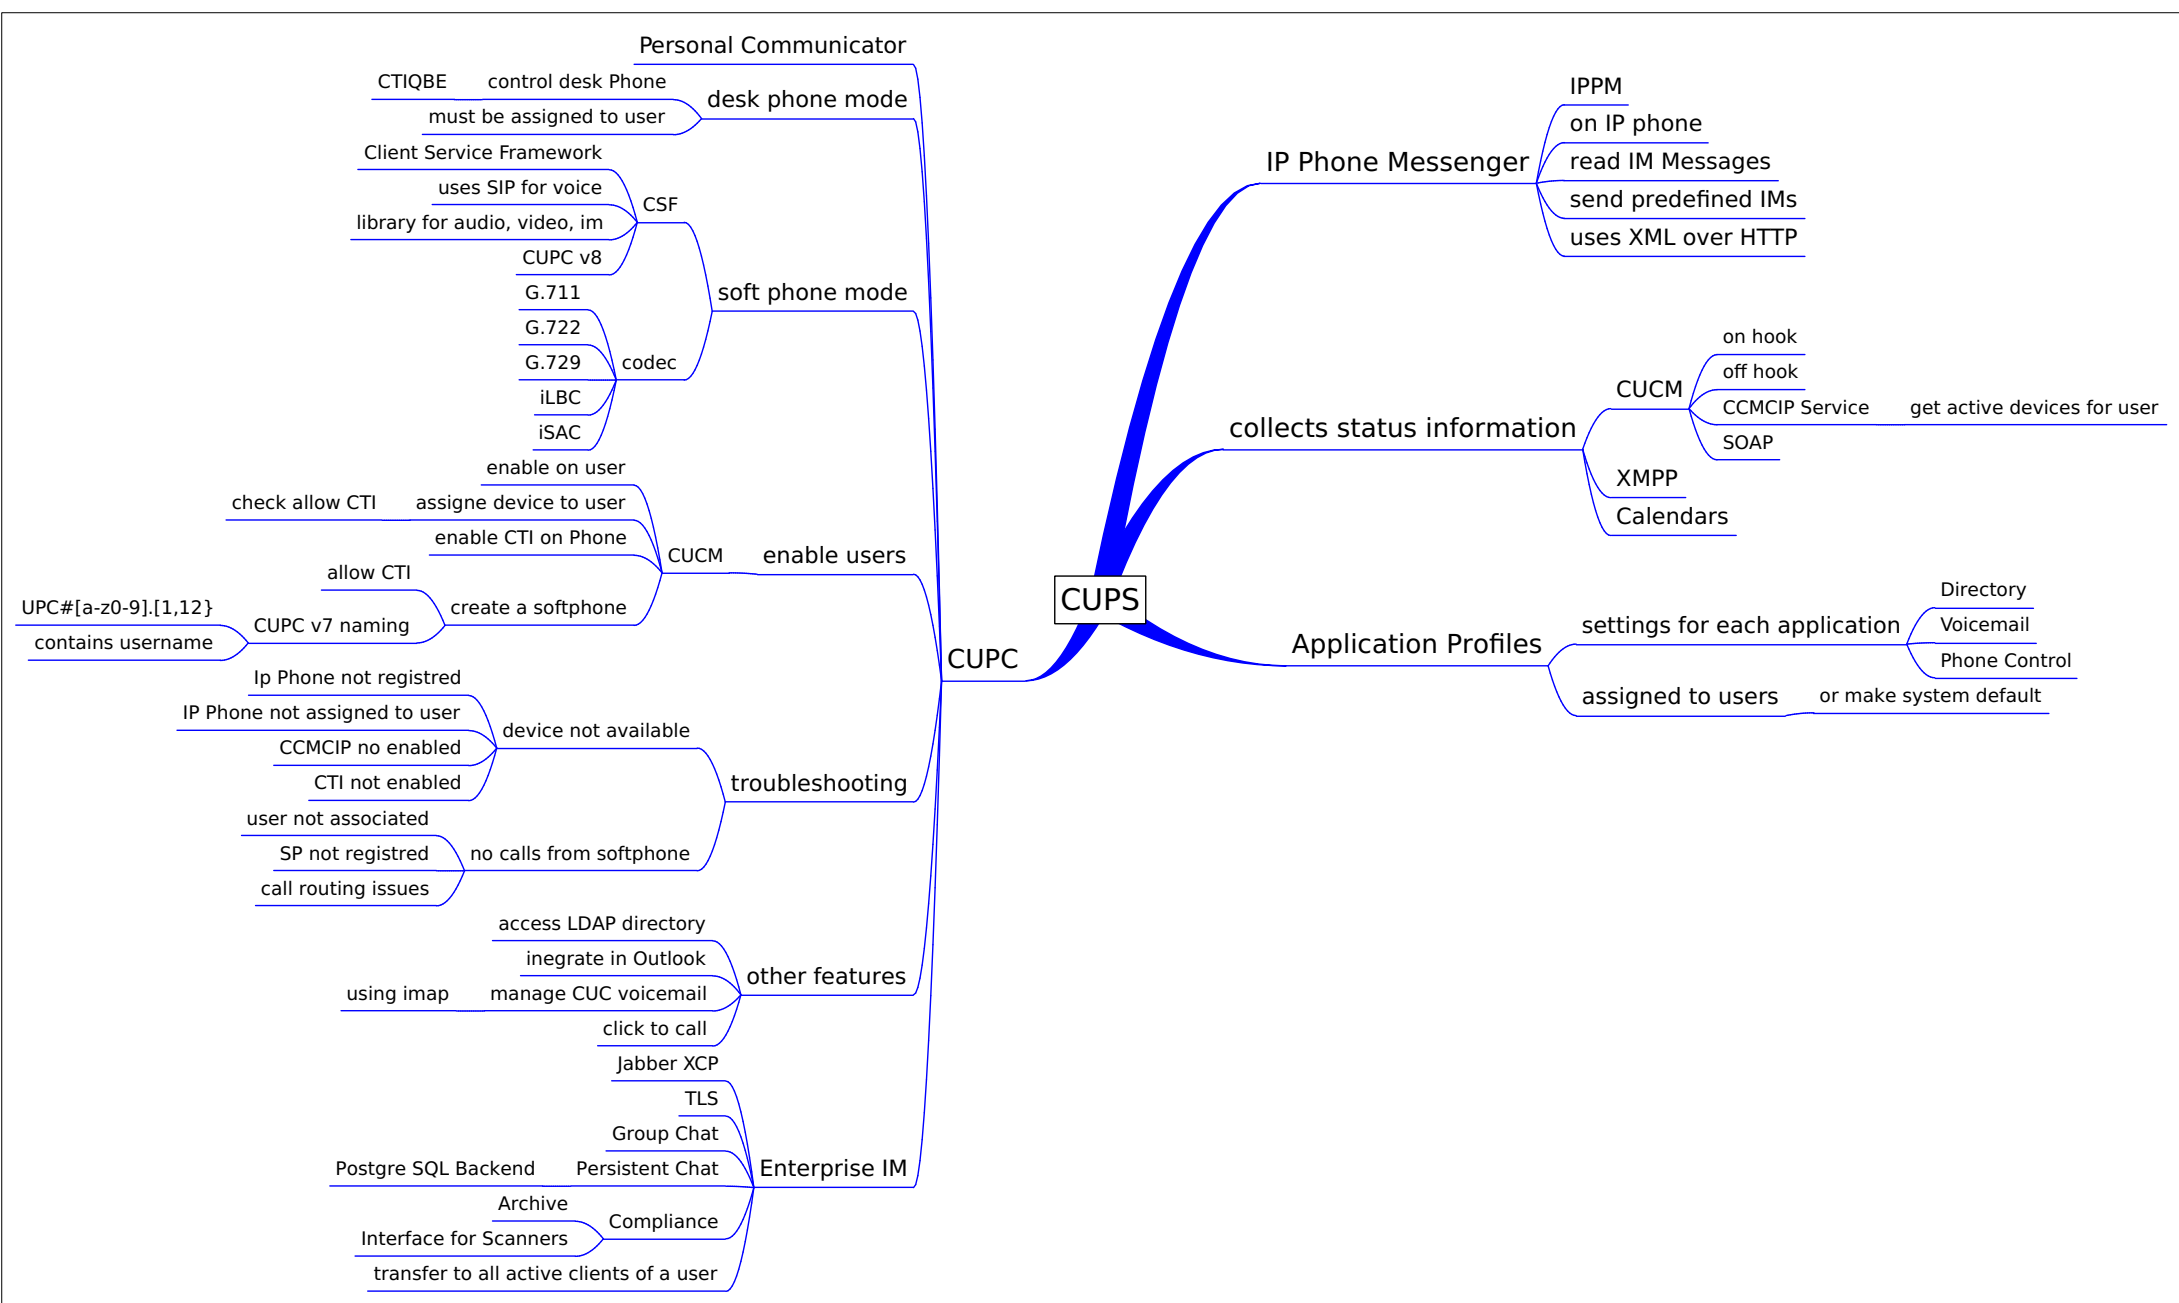 CUPS
IP Phone Messenger
IPPM
on IP phone
read IM Messages
send predefined IMs
uses XML over HTTP
collects status information
CUCM
on hook
off hook
CCMCIP Service
get active devices for user
SOAP
XMPP
Calendars
Application Profiles
settings for each application
Directory
Voicemail
Phone Control
assigned to users
or make system default
CUPC
Personal Communicator
desk phone mode
control desk Phone
CTIQBE
must be assigned to user
soft phone mode
CSF
Client Service Framework
uses SIP for voice
library for audio, video, im
CUPC v8
codec
G.711
G.722
G.729
iLBC
iSAC
enable users
CUCM
enable on user
assigne device to user
check allow CTI
enable CTI on Phone
create a softphone
allow CTI
CUPC v7 naming
UPC#[a-z0-9].[1,12}
contains username
troubleshooting
device not available
Ip Phone not registred
IP Phone not assigned to user
CCMCIP no enabled
CTI not enabled
no calls from softphone
user not associated
SP not registred
call routing issues
other features
access LDAP directory
inegrate in Outlook
manage CUC voicemail
using imap
click to call
Enterprise IM
Jabber XCP
TLS
Group Chat
Persistent Chat
Postgre SQL Backend
Compliance
Archive
Interface for Scanners
transfer to all active clients of a user